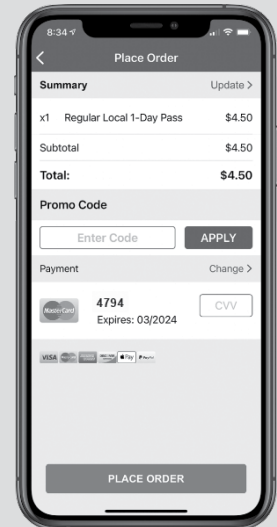 8:34
Place Order
Summary Update >
x1 Regular Local 1-Day Pass $4.50
Subtotal $4.50
Total: $4.50
Promo Code
Enter Code APPLY
Payment Change >
MasterCard 4794 CVV
Expires: 03/2024
VISA Pay PayPal
PLACE ORDER